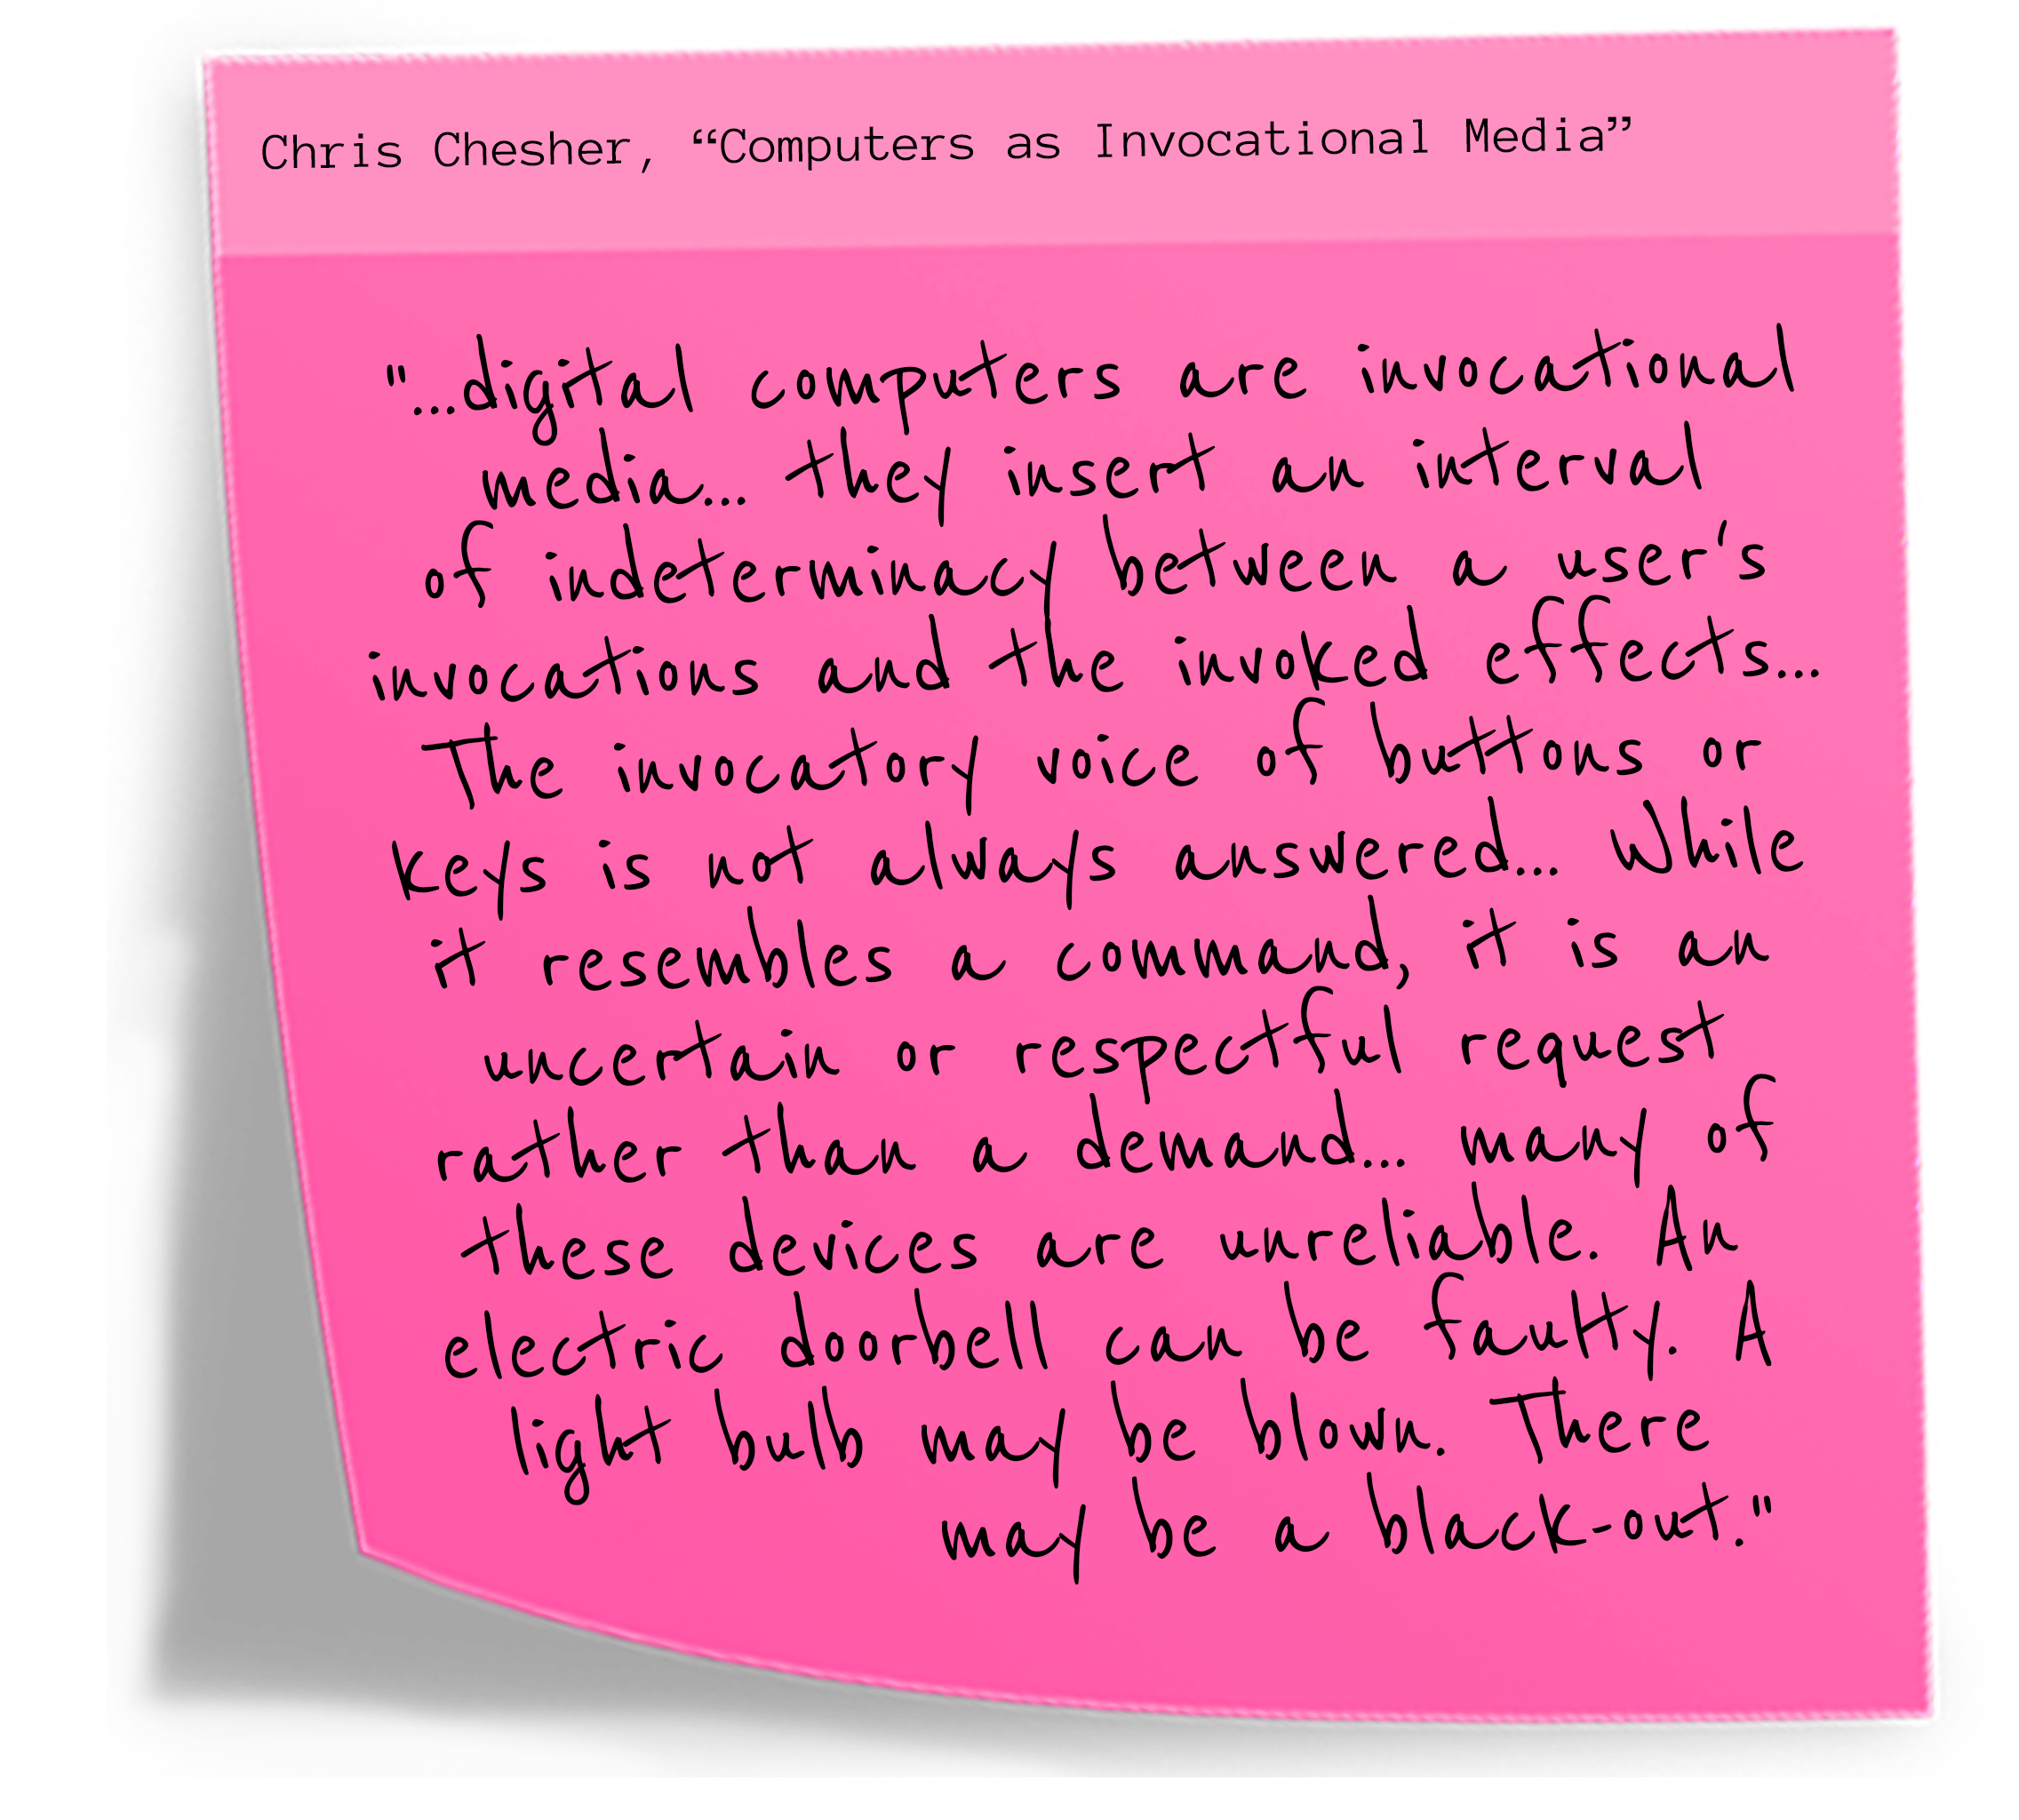 Chris Chesher, “Computers as Invocational Media”
"...digital computers are invocational
media... they insert an interval
of indeterminacy between a user's
invocations and the invoked effects...
The invocatory voice of buttons or
keys is not always answered... While
it resembles a command, it is an
uncertain or respectful request
rather than a demand... many of
these devices are unreliable. An
electric doorbell can be faulty. A
light bulb may be blown. There
may be a black-out."